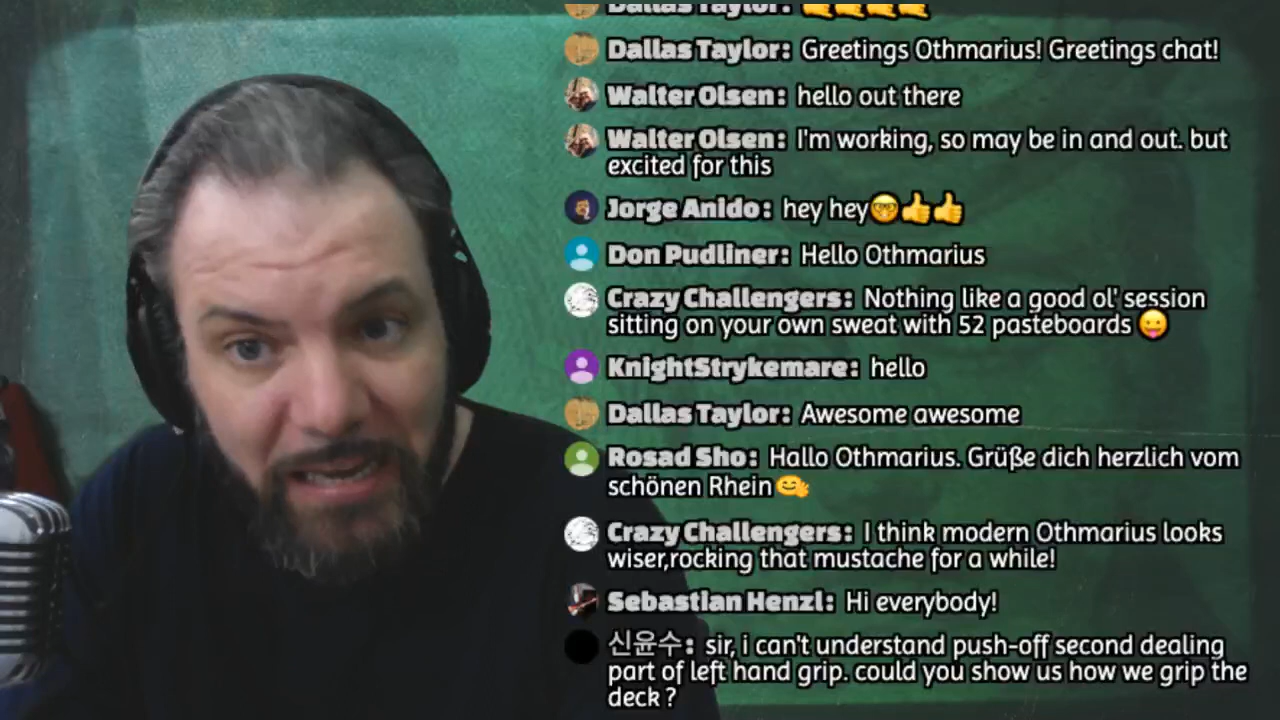 Dallas Taylor:
Dallas Taylor: Greetings Othmarius! Greetings chat!
Walter Olsen: hello out there
Walter Olsen: I'm working, so may be in and out. but
excited for this
Jorge Anido: hey hey🤓👍👍
Don Pudliner: Hello Othmarius
Crazy Challengers: Nothing like a good ol' session
sitting on your own sweat with 52 pasteboards 😛
KnightStrykemare: hello
Dallas Taylor: Awesome awesome
Rosad Sho: Hallo Othmarius. Grüße dich herzlich vom
schönen Rhein
Crazy Challengers: I think modern Othmarius looks
wiser,rocking that mustache for a while!
Sebastian Henzl: Hi everybody!
신윤수: sir, i can't understand push-off second dealing
part of left hand grip. could you show us how we grip the
deck ?